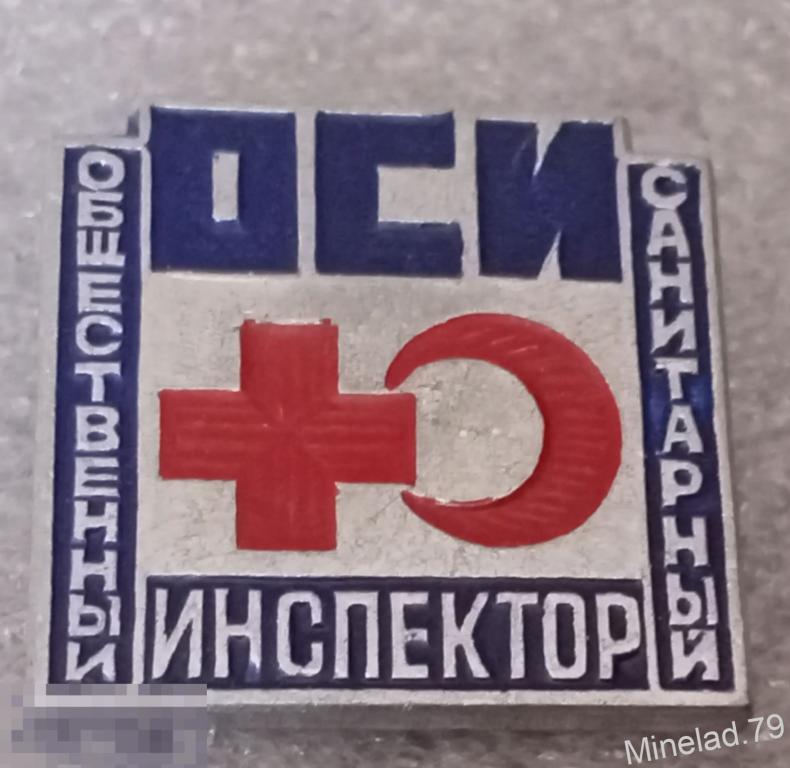 ОСИ
ОБЩЕСТВЕННЫЙ
САНИТАРНЫЙ
ИНСПЕКТОР
Minelad.79